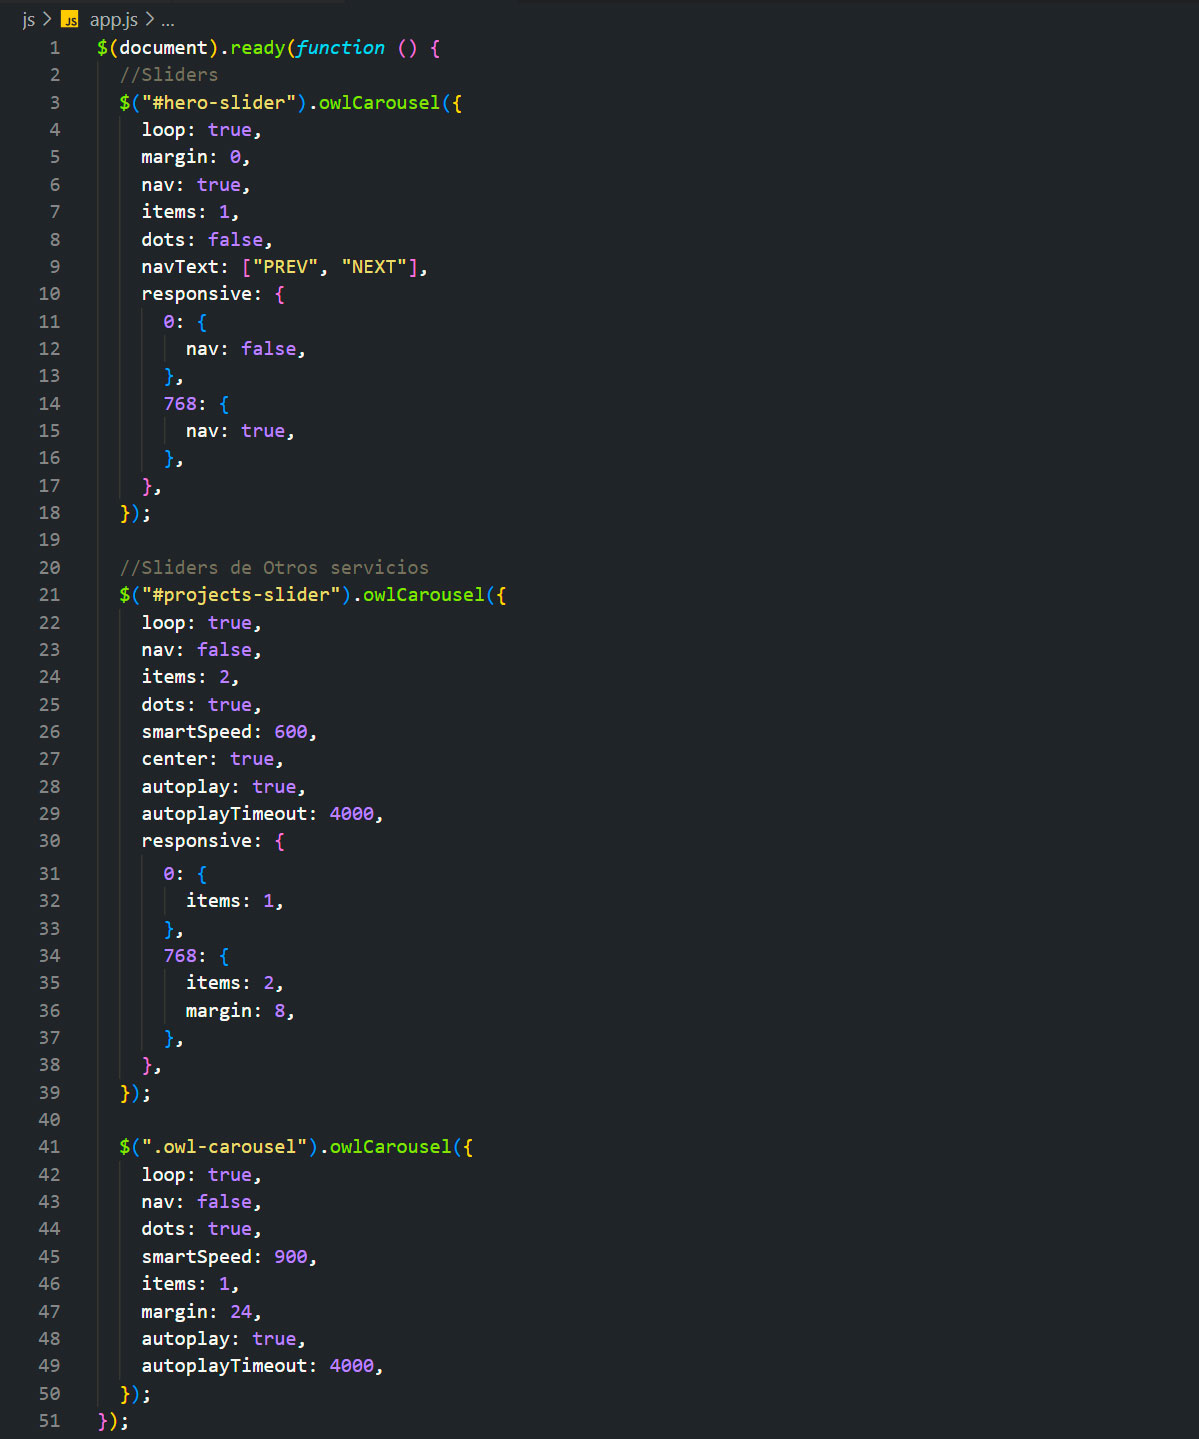 js > JS app.js > ...
1 $(document).ready(function () {
2   //Sliders
3   $("#hero-slider").owlCarousel({
4     loop: true,
5     margin: 0,
6     nav: true,
7     items: 1,
8     dots: false,
9     navText: ["PREV", "NEXT"],
10     responsive: {
11       0: {
12         nav: false,
13       },
14       768: {
15         nav: true,
16       },
17     },
18   });
19
20   //Sliders de Otros servicios
21   $("#projects-slider").owlCarousel({
22     loop: true,
23     nav: false,
24     items: 2,
25     dots: true,
26     smartSpeed: 600,
27     center: true,
28     autoplay: true,
29     autoplayTimeout: 4000,
30     responsive: {
31       0: {
32         items: 1,
33       },
34       768: {
35         items: 2,
36         margin: 8,
37       },
38     },
39   });
40
41   $(".owl-carousel").owlCarousel({
42     loop: true,
43     nav: false,
44     dots: true,
45     smartSpeed: 900,
46     items: 1,
47     margin: 24,
48     autoplay: true,
49     autoplayTimeout: 4000,
50   });
51 });